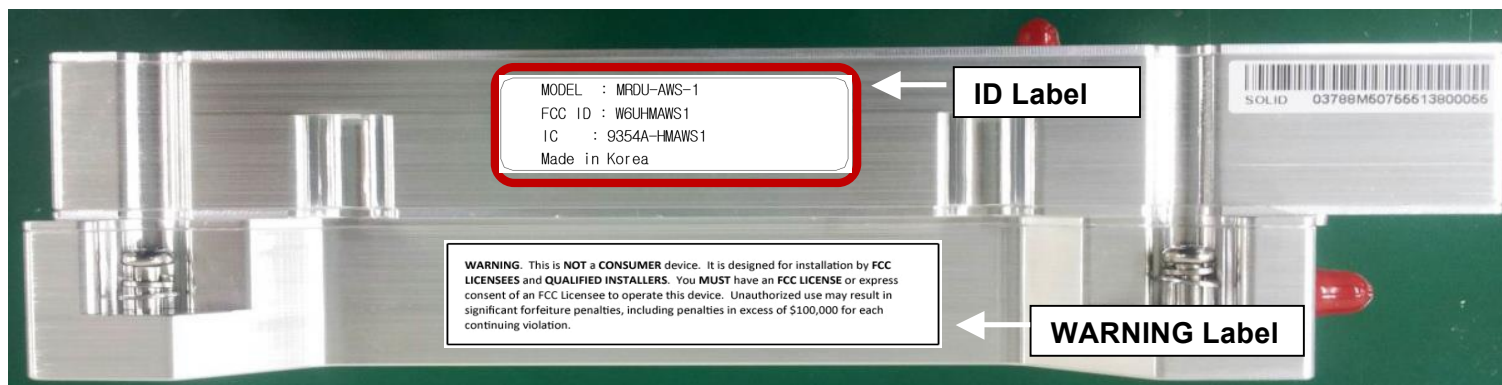 MODEL : MRDU-AWS-1
FCC ID : W6UHMAWS1
IC : 9354A-HMAWS1
Made in Korea
ID Label
SOLID 03788M50755513800055
WARNING. This is NOT a CONSUMER device. It is designed for installation by FCC
LICENSEES and QUALIFIED INSTALLERS. You MUST have an FCC LICENSE or express
consent of an FCC Licensee to operate this device. Unauthorized use may result in
significant forfeiture penalties, including penalties in excess of $100,000 for each
continuing violation.
WARNING Label